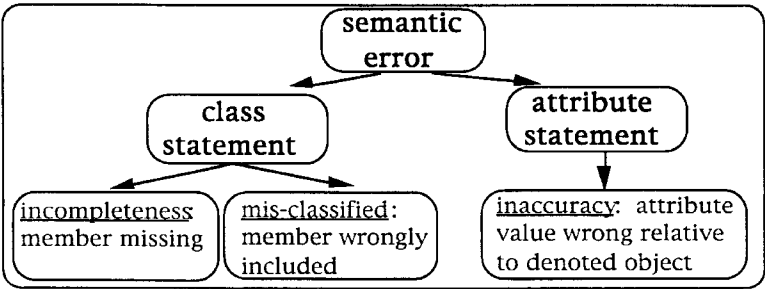 semantic
error
class
statement
attribute
statement
incompleteness:
member missing
mis-classified:
member wrongly
included
inaccuracy: attribute
value wrong relative
to denoted object